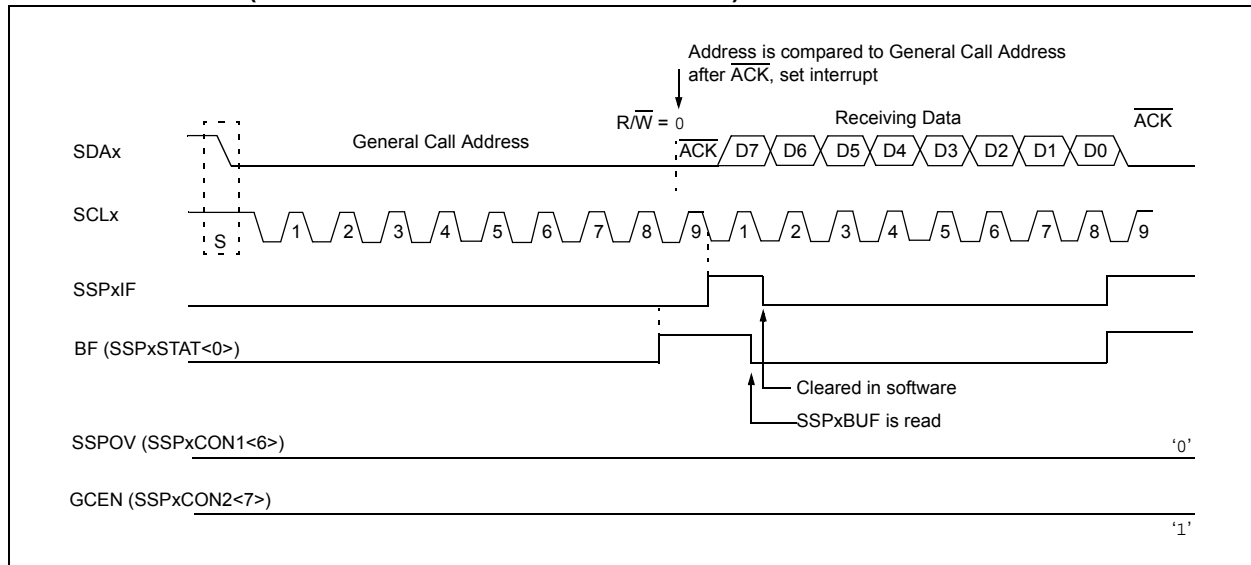 Address is compared to General Call Address
after ACK, set interrupt
R/W = 0
Receiving Data
ACK
SDAx
General Call Address
ACK D7 D6 D5 D4 D3 D2 D1 D0
SCLx
S
1 2 3 4 5 6 7 8 9 1 2 3 4 5 6 7 8 9
SSPxIF
BF (SSPxSTAT<0>)
Cleared in software
SSPxBUF is read
SSPOV (SSPxCON1<6>)
‘0’
GCEN (SSPxCON2<7>)
‘1’